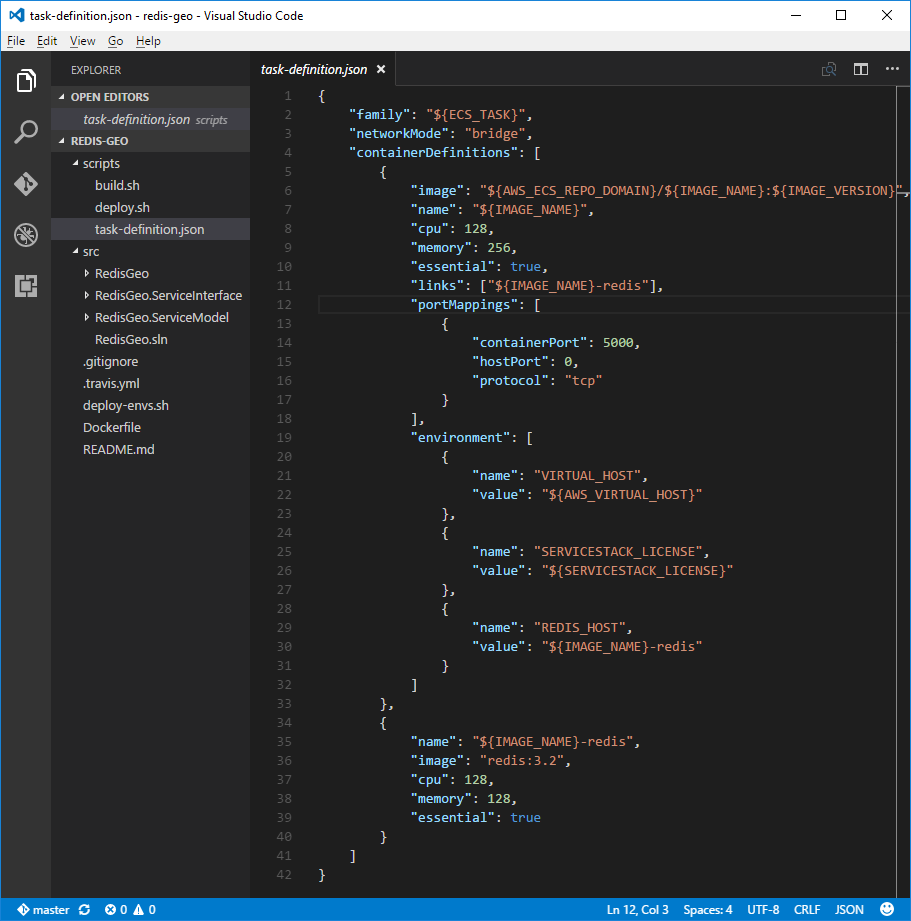 task-definition.json - redis-geo - Visual Studio Code
File Edit View Go Help
EXPLORER
OPEN EDITORS
task-definition.json scripts
REDIS-GEO
scripts
build.sh
deploy.sh
task-definition.json
src
RedisGeo
RedisGeo.ServiceInterface
RedisGeo.ServiceModel
RedisGeo.sln
.gitignore
.travis.yml
deploy-envs.sh
Dockerfile
README.md
task-definition.json
1 {
2 "family": "${ECS_TASK}",
3 "networkMode": "bridge",
4 "containerDefinitions": [
5 {
6 "image": "${AWS_ECS_REPO_DOMAIN}/${IMAGE_NAME}:${IMAGE_VERSION}",
7 "name": "${IMAGE_NAME}",
8 "cpu": 128,
9 "memory": 256,
10 "essential": true,
11 "links": ["${IMAGE_NAME}-redis"],
12 "portMappings": [
13 {
14 "containerPort": 5000,
15 "hostPort": 0,
16 "protocol": "tcp"
17 }
18 ],
19 "environment": [
20 {
21 "name": "VIRTUAL_HOST",
22 "value": "${AWS_VIRTUAL_HOST}"
23 },
24 {
25 "name": "SERVICESTACK_LICENSE",
26 "value": "${SERVICESTACK_LICENSE}"
27 },
28 {
29 "name": "REDIS_HOST",
30 "value": "${IMAGE_NAME}-redis"
31 }
32 ]
33 },
34 {
35 "name": "${IMAGE_NAME}-redis",
36 "image": "redis:3.2",
37 "cpu": 128,
38 "memory": 128,
39 "essential": true
40 }
41 ]
42 }
master 0 0 Ln 12, Col 3 Spaces: 4 UTF-8 CRLF JSON